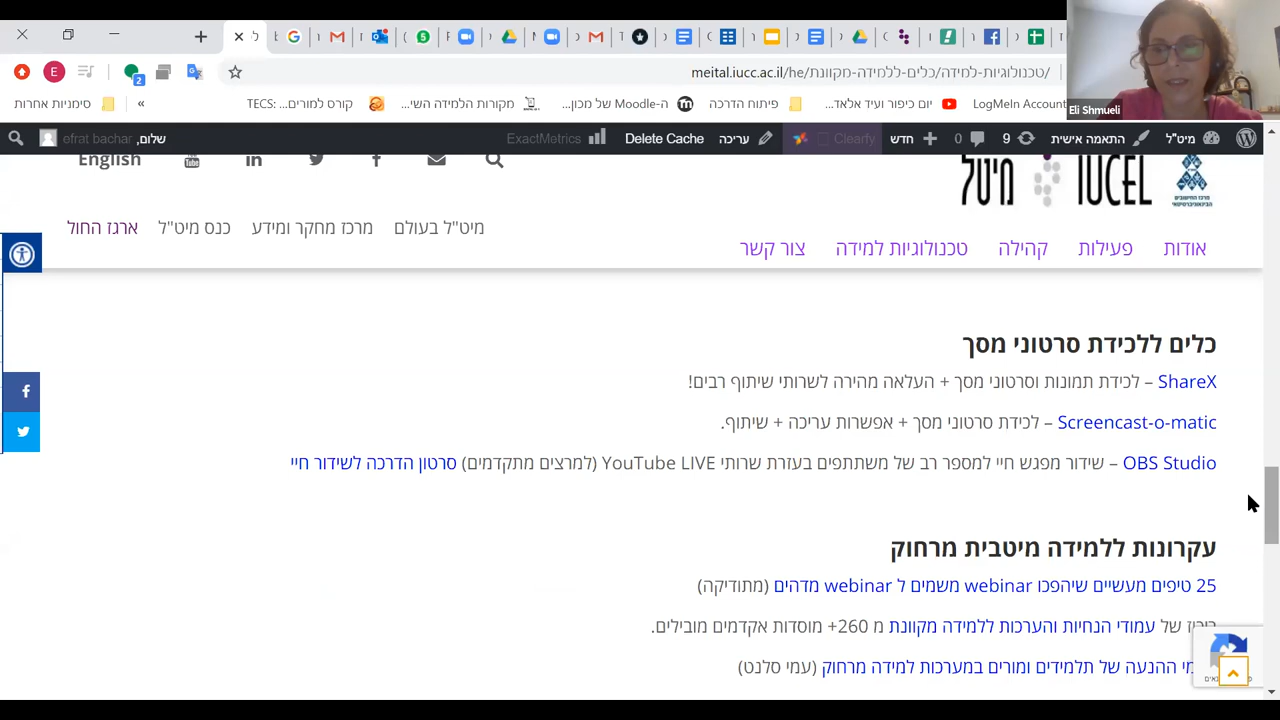 meital.iucc.ac.il/he/טכנולוגיות-למידה/כלים-ללמידה-מקוונת/
סימניות אחרות
»
TECS: ...קורס למורים
מקורות הלמידה השי...
ה-Moodle של מכון...
פיתוח הדרכה
יום כיפור ועיד אלאד...
LogMeIn Account
Eli Shmueli
מיט"ל
התאמה אישית
9
0
חדש
Clearfy
עריכה
Delete Cache
ExactMetrics
שלום, efrat bachar
English
מיטל IUCEL
אודות
פעילות
קהילה
טכנולוגיות למידה
צור קשר
מיט"ל בעולם
מרכז מחקר ומידע
כנס מיט"ל
ארגז החול
כלים ללכידת סרטוני מסך
ShareX – לכידת תמונות וסרטוני מסך + העלאה מהירה לשרותי שיתוף רבים!
Screencast-o-matic – לכידת סרטוני מסך + אפשרות עריכה + שיתוף.
OBS Studio – שידור מפגש חיי למספר רב של משתתפים בעזרת שרותי YouTube LIVE (למרצים מתקדמים) סרטון הדרכה לשידור חיי
עקרונות ללמידה מיטבית מרחוק
25 טיפים מעשיים שיהפכו webinar משמים ל webinar מדהים (מתודיקה)
של עמודי הנחיות והערכות ללמידה מקוונת מ 260+ מוסדות אקדמים מובילים.
ההנעה של תלמידים ומורים במערכות למידה מרחוק (עמי סלנט)